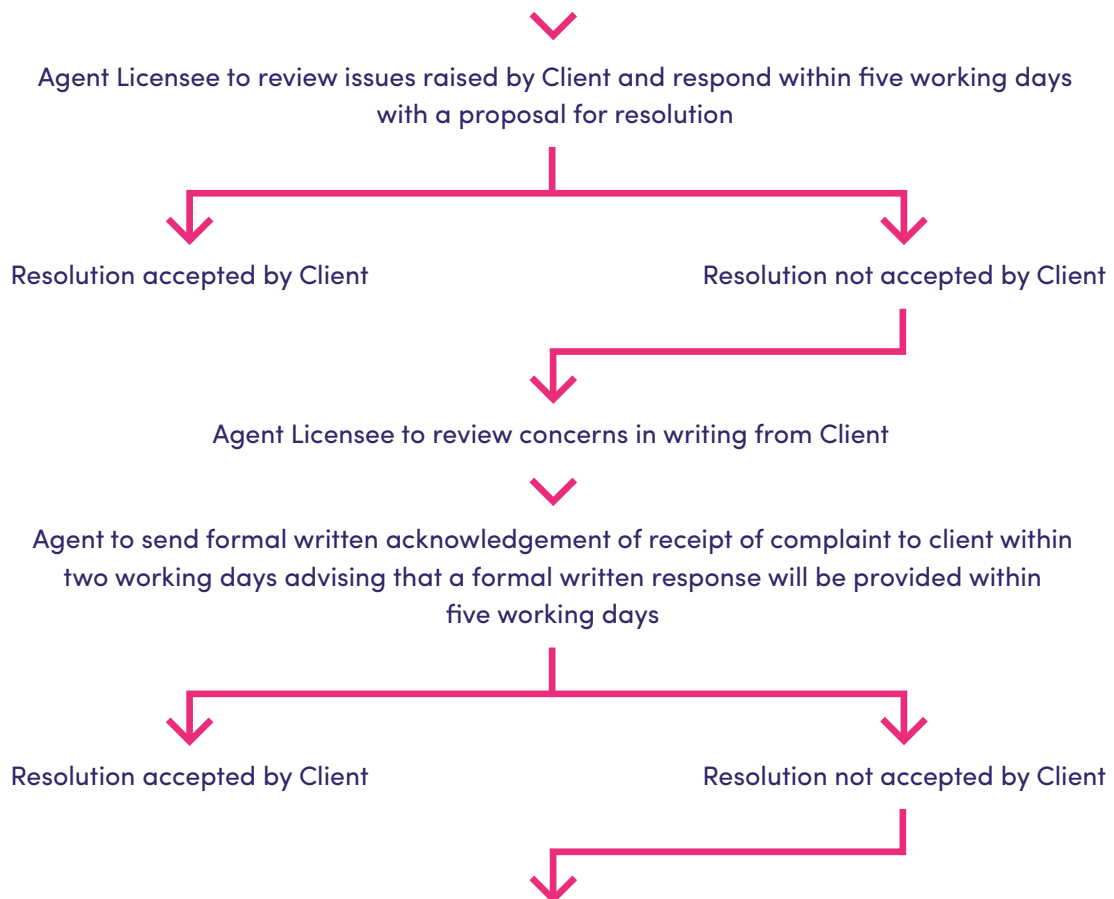 Agent Licensee to review issues raised by Client and respond within five working days
with a proposal for resolution
Resolution accepted by Client
Resolution not accepted by Client
Agent Licensee to review concerns in writing from Client
Agent to send formal written acknowledgement of receipt of complaint to client within
two working days advising that a formal written response will be provided within
five working days
Resolution accepted by Client
Resolution not accepted by Client